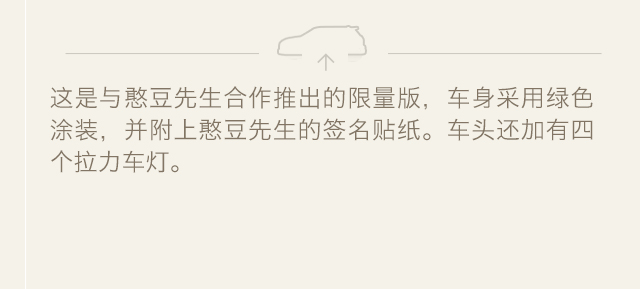 这是与憨豆先生合作推出的限量版，车身采用绿色
涂装，并附上憨豆先生的签名贴纸。车头还加有四
个拉力车灯。